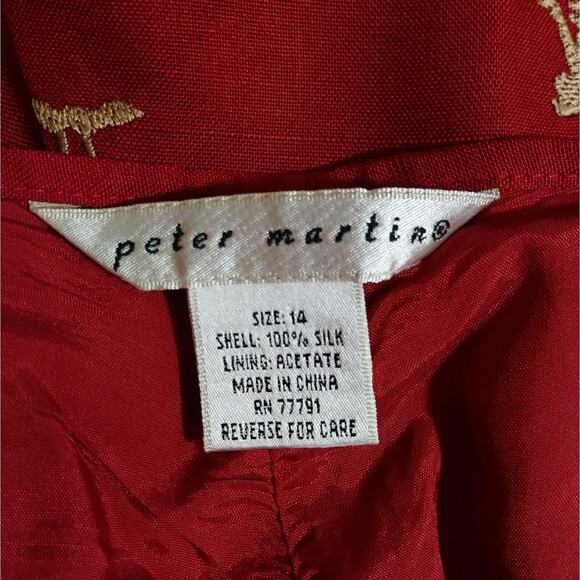 peter martin®
SIZE: 14
SHELL: 100% SILK
LINING: ACETATE
MADE IN CHINA
RN 77791
REVERSE FOR CARE